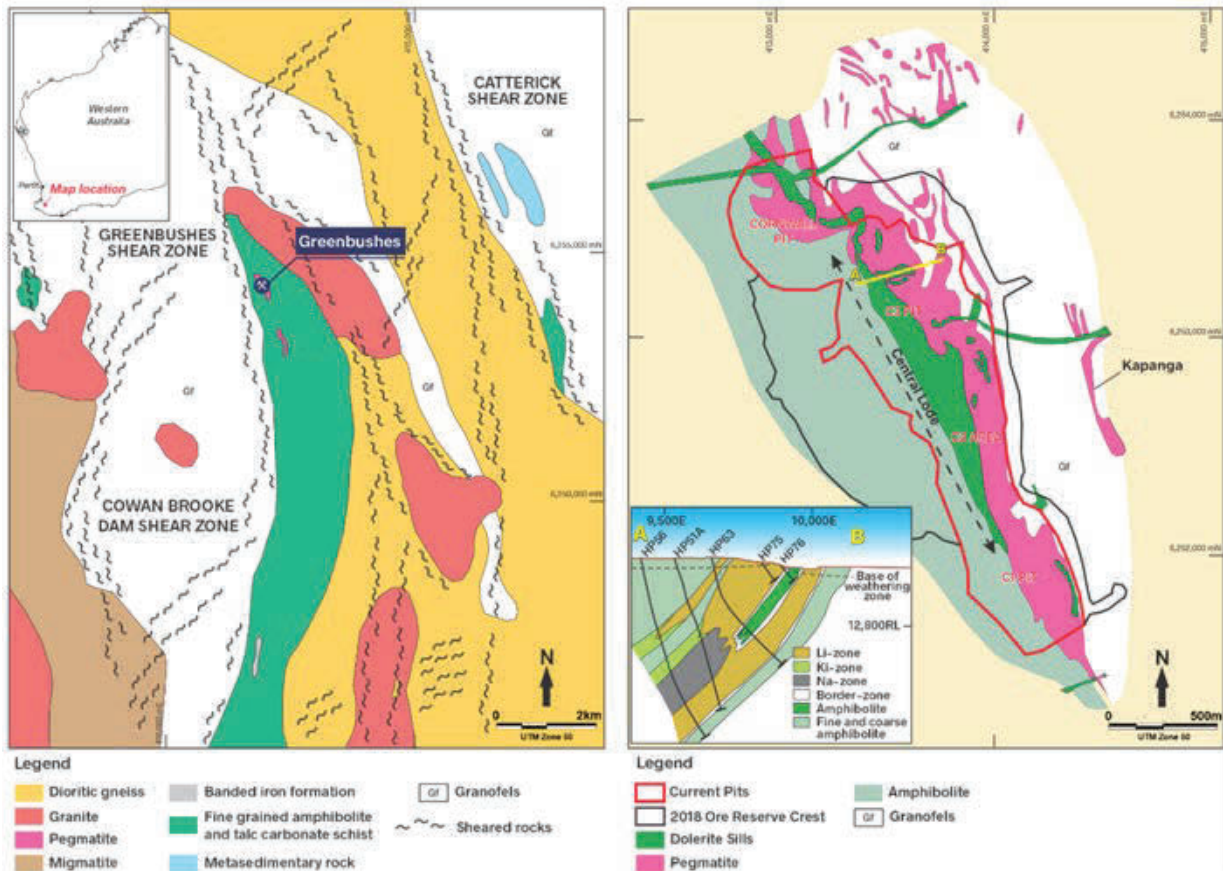 Western
Australia
Perth
Map location
CATTERICK
SHEAR ZONE
Gf
GREENBUSHES
SHEAR ZONE
Greenbushes
Gf
Gf
COWAN BROOKE
DAM SHEAR ZONE
N
0 2km
UTM Zone 50
Legend
Dioritic gneiss
Granite
Pegmatite
Migmatite
Banded iron formation
Fine grained amphibolite
and talc carbonate schist
Metasedimentary rock
Gf Granofels
Sheared rocks
Gf
PIT
A
B
Central Lode
Kapanga
Gf
A
B
9,500E
10,000E
HP56
HP51A
HP63
HP75
HP76
Base of
weathering
zone
12,800RL
Li-zone
Ki-zone
Na-zone
Border-zone
Amphibolite
Fine and coarse
amphibolite
N
0 500m
UTM Zone 50
Legend
Current Pits
2018 Ore Reserve Crest
Dolerite Sills
Pegmatite
Amphibolite
Gf Granofels